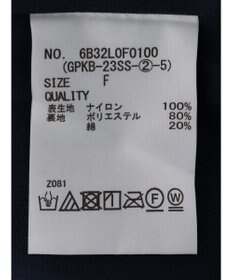 NO. 6B32L0F0100
(GPKB-23SS-②-5)
SIZE F
QUALITY
表生地 ナイロン 100%
裏地 ポリエステル 80%
綿 20%
Z081
F W